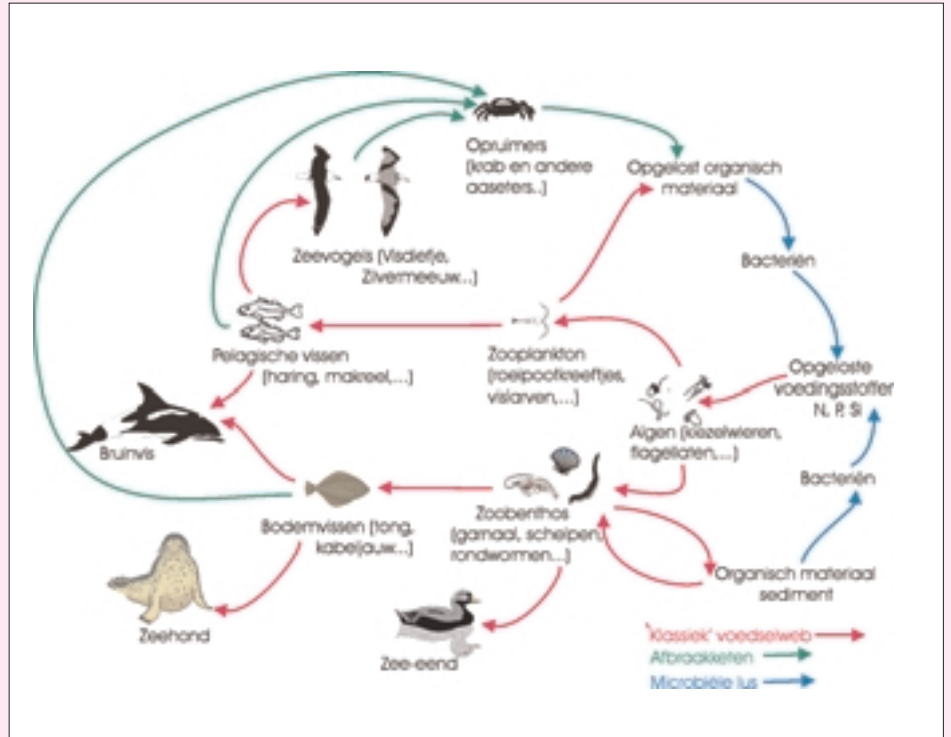 Opruimers
(krab en andere
aaseters..)
Opgelost organisch
materiaal
Zeevogels (Visdiefje,
Zilvermeeuw...)
Bacteriën
Pelagische vissen
(haring, makreel,...)
Zooplankton
(roeipootkreeftjes,
vislarven,...)
Opgeloste
voedingsstoffer
N, P, Si
Algen (kiezelwieren,
flagellaten,...)
Bruinvis
Bacteriën
Bodemvissen (tong,
kabeljauw...)
Zoobenthos
(garnaal, schelpen,
rondwormen...)
Organisch materiaal
sediment
Zeehond
Zee-eend
'Klassiek' voedselweb
Afbraakketen
Microbiële lus